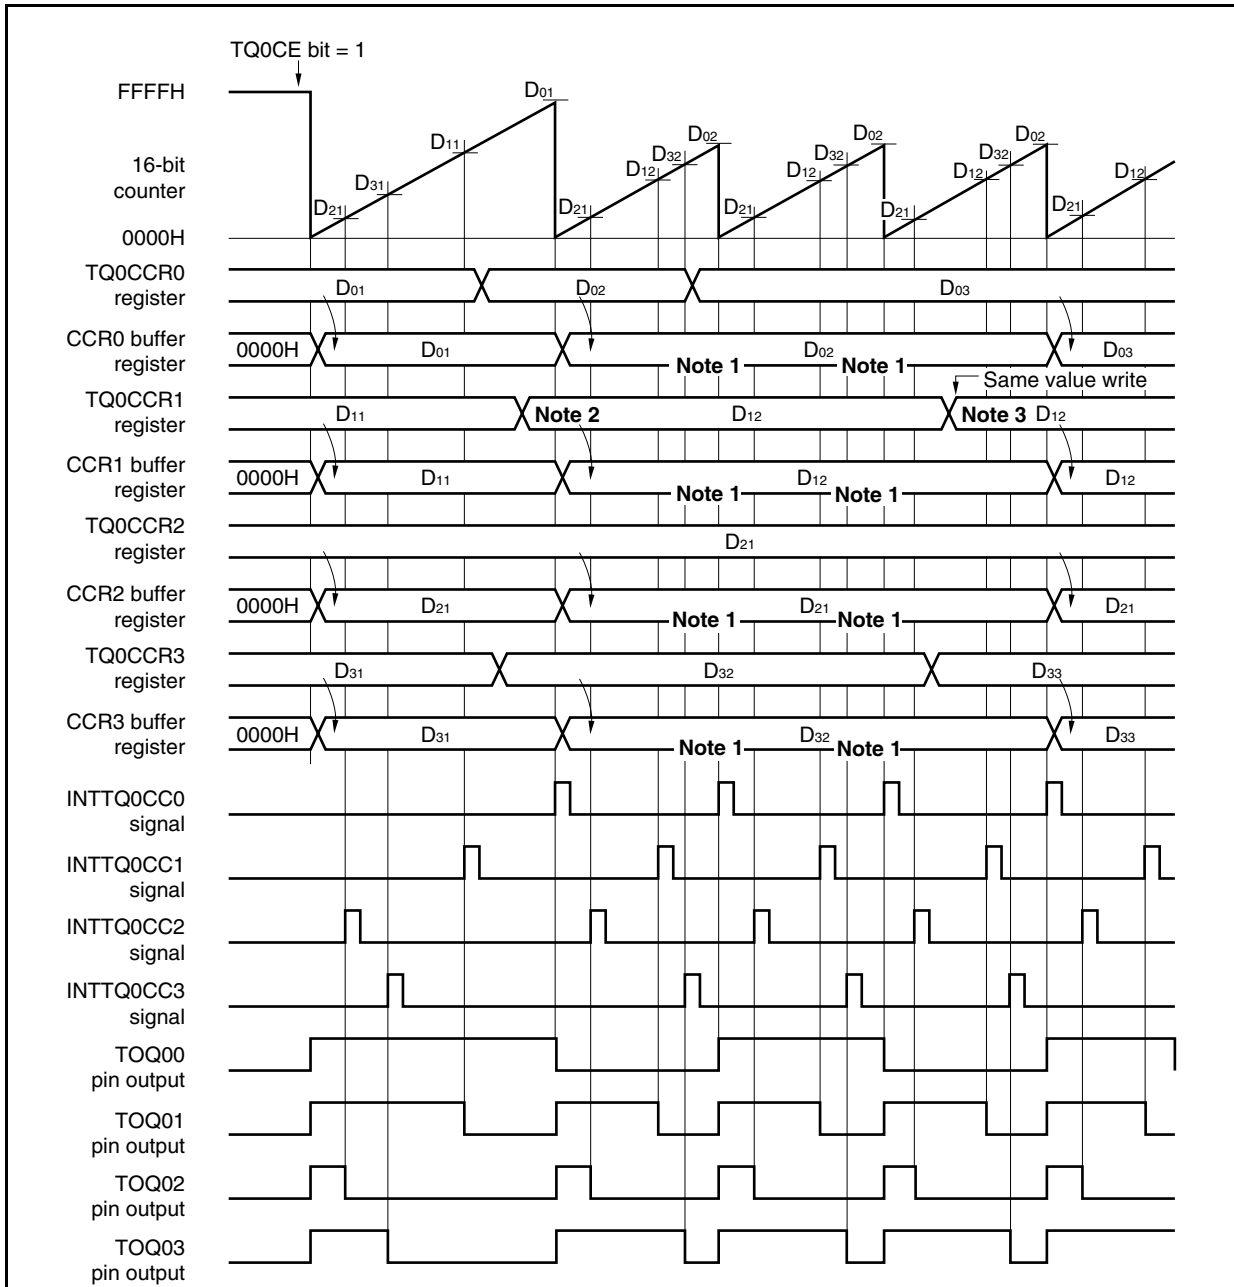 TQ0CE bit = 1
FFFFH
16-bit
counter
0000H
D21 D31 D11 D01
D21 D12 D32 D02
D21 D12 D32 D02
D21 D12 D32 D02
D21 D12
TQ0CCR0
register
D01 D02 D03
CCR0 buffer
register
0000H D01 D02 D03
Note 1 Note 1
Same value write
TQ0CCR1
register
D11 Note 2 D12 Note 3 D12
CCR1 buffer
register
0000H D11 D12 D12
Note 1 Note 1
TQ0CCR2
register
D21
CCR2 buffer
register
0000H D21 D21 D21
Note 1 Note 1
TQ0CCR3
register
D31 D32 D33
CCR3 buffer
register
0000H D31 D32 D33
Note 1 Note 1
INTTQ0CC0
signal
INTTQ0CC1
signal
INTTQ0CC2
signal
INTTQ0CC3
signal
TOQ00
pin output
TOQ01
pin output
TOQ02
pin output
TOQ03
pin output